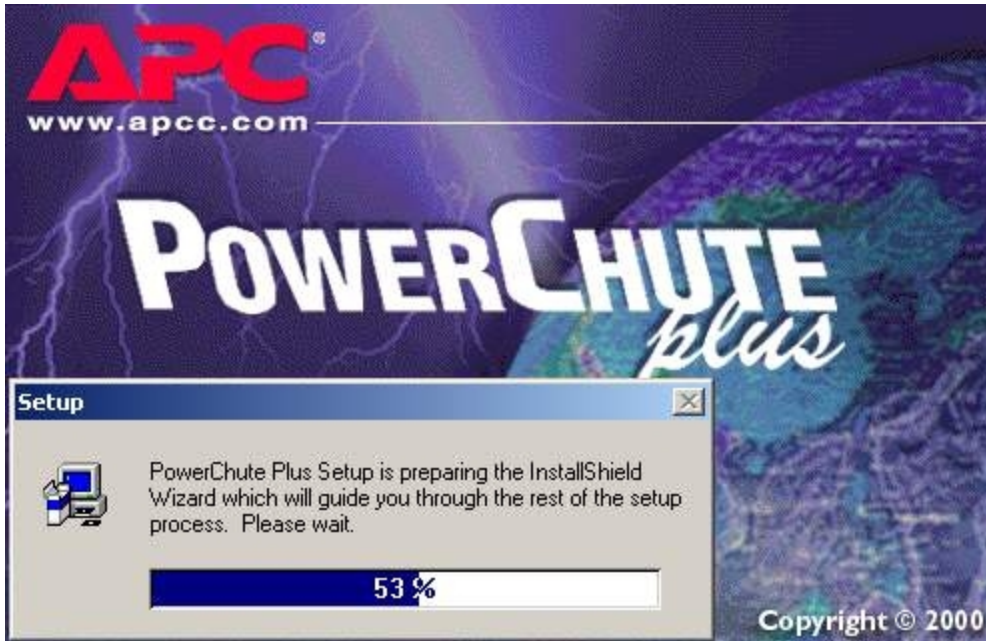 APC®
www.apcc.com
POWERCHUTE
plus
Setup
PowerChute Plus Setup is preparing the InstallShield
Wizard which will guide you through the rest of the setup
process. Please wait.
53 %
Copyright © 2000